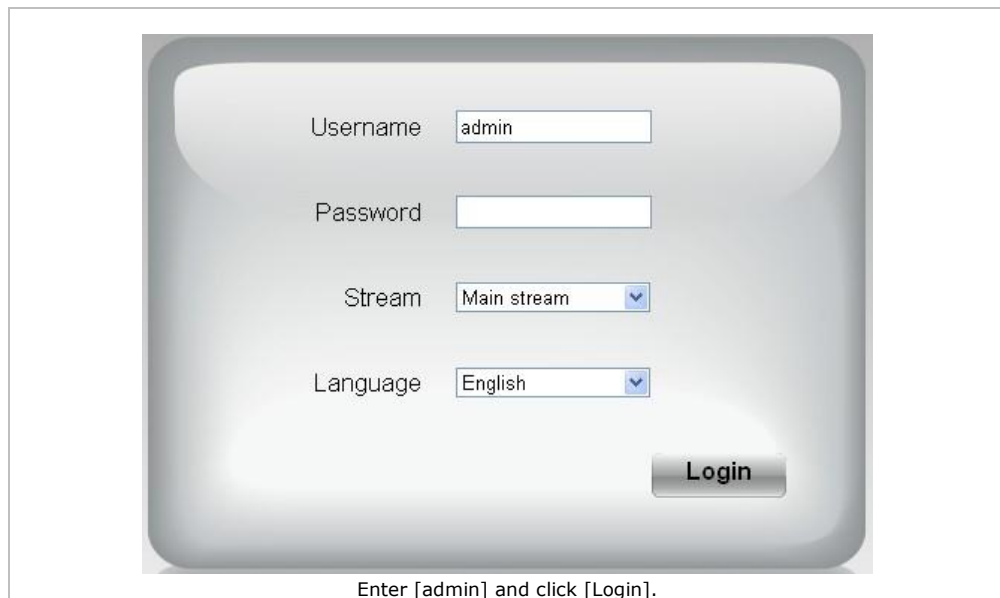 Username admin
Password
Stream Main stream
Language English
Login
Enter [admin] and click [Login].